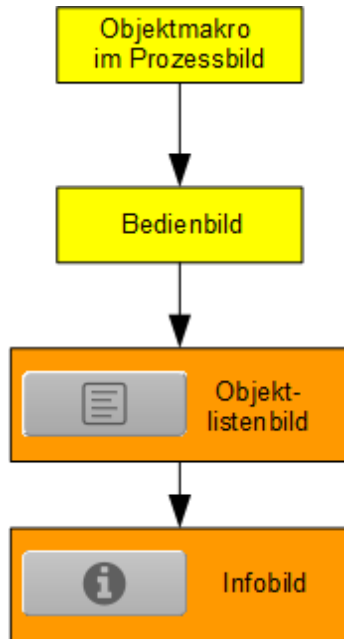 Objektmakro
im Prozessbild
Bedienbild
Objekt-
listenbild
Infobild